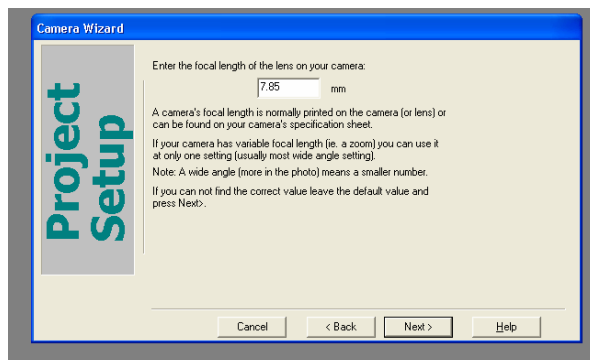 Camera Wizard
Project
Setup
Enter the focal length of the lens on your camera:
7.85 mm
A camera's focal length is normally printed on the camera (or lens) or
can be found on your camera's specification sheet.
If your camera has variable focal length (ie. a zoom) you can use it
at only one setting (usually most wide angle setting).
Note: A wide angle (more in the photo) means a smaller number.
If you can not find the correct value leave the default value and
press Next>.
Cancel < Back Next > Help